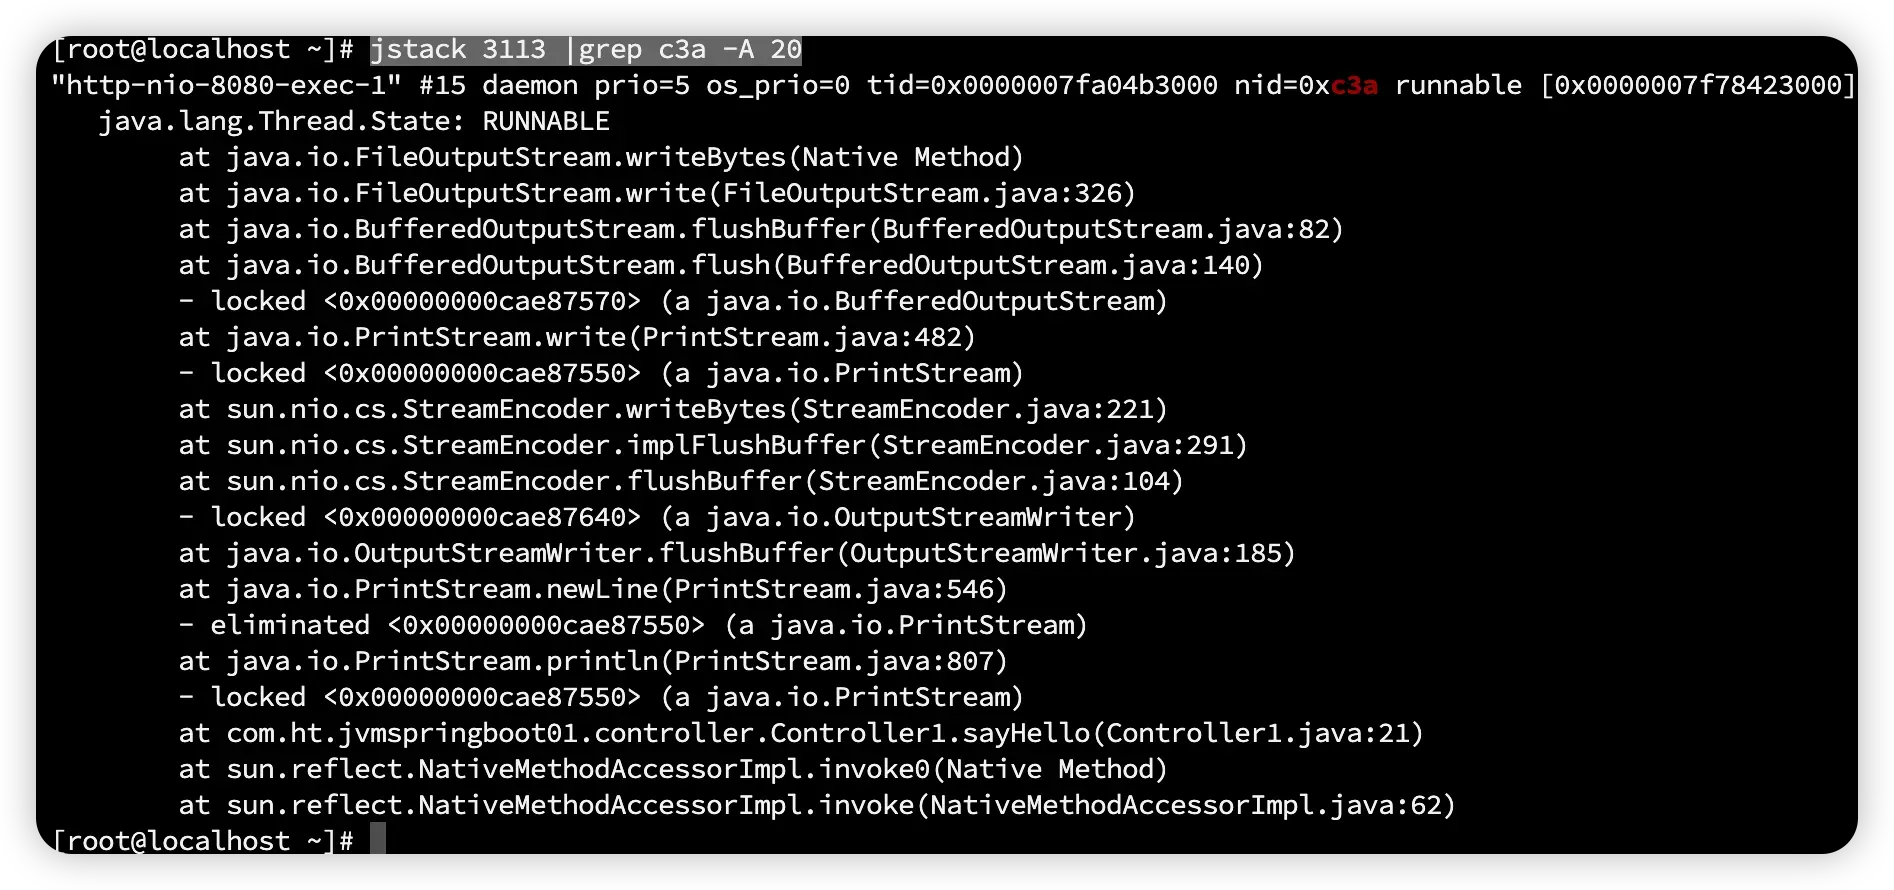 [root@localhost ~]# jstack 3113 |grep c3a -A 20
"http-nio-8080-exec-1" #15 daemon prio=5 os_prio=0 tid=0x0000007fa04b3000 nid=0xc3a runnable [0x0000007f78423000]
   java.lang.Thread.State: RUNNABLE
        at java.io.FileOutputStream.writeBytes(Native Method)
        at java.io.FileOutputStream.write(FileOutputStream.java:326)
        at java.io.BufferedOutputStream.flushBuffer(BufferedOutputStream.java:82)
        at java.io.BufferedOutputStream.flush(BufferedOutputStream.java:140)
        - locked <0x00000000cae87570> (a java.io.BufferedOutputStream)
        at java.io.PrintStream.write(PrintStream.java:482)
        - locked <0x00000000cae87550> (a java.io.PrintStream)
        at sun.nio.cs.StreamEncoder.writeBytes(StreamEncoder.java:221)
        at sun.nio.cs.StreamEncoder.implFlushBuffer(StreamEncoder.java:291)
        at sun.nio.cs.StreamEncoder.flushBuffer(StreamEncoder.java:104)
        - locked <0x00000000cae87640> (a java.io.OutputStreamWriter)
        at java.io.OutputStreamWriter.flushBuffer(OutputStreamWriter.java:185)
        at java.io.PrintStream.newLine(PrintStream.java:546)
        - eliminated <0x00000000cae87550> (a java.io.PrintStream)
        at java.io.PrintStream.println(PrintStream.java:807)
        - locked <0x00000000cae87550> (a java.io.PrintStream)
        at com.ht.jvmspringboot01.controller.Controller1.sayHello(Controller1.java:21)
        at sun.reflect.NativeMethodAccessorImpl.invoke0(Native Method)
        at sun.reflect.NativeMethodAccessorImpl.invoke(NativeMethodAccessorImpl.java:62)
[root@localhost ~]#